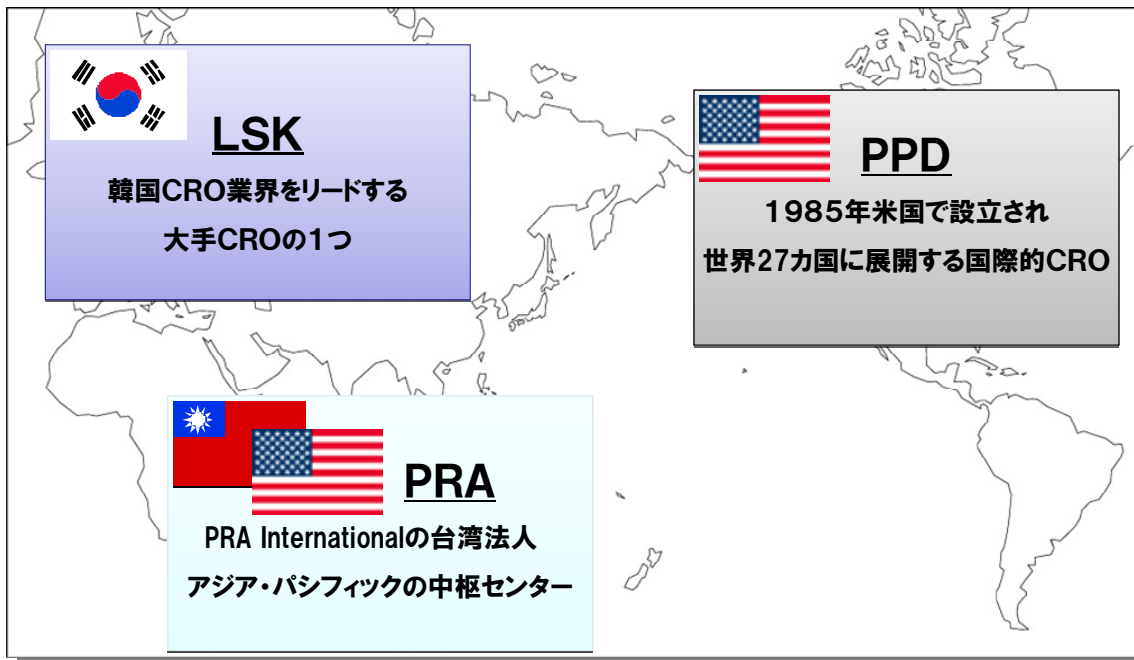 LSK
韓国CRO業界をリードする
大手CROの1つ
PPD
1985年米国で設立され
世界27カ国に展開する国際的CRO
PRA
PRA Internationalの台湾法人
アジア・パシフィックの中枢センター